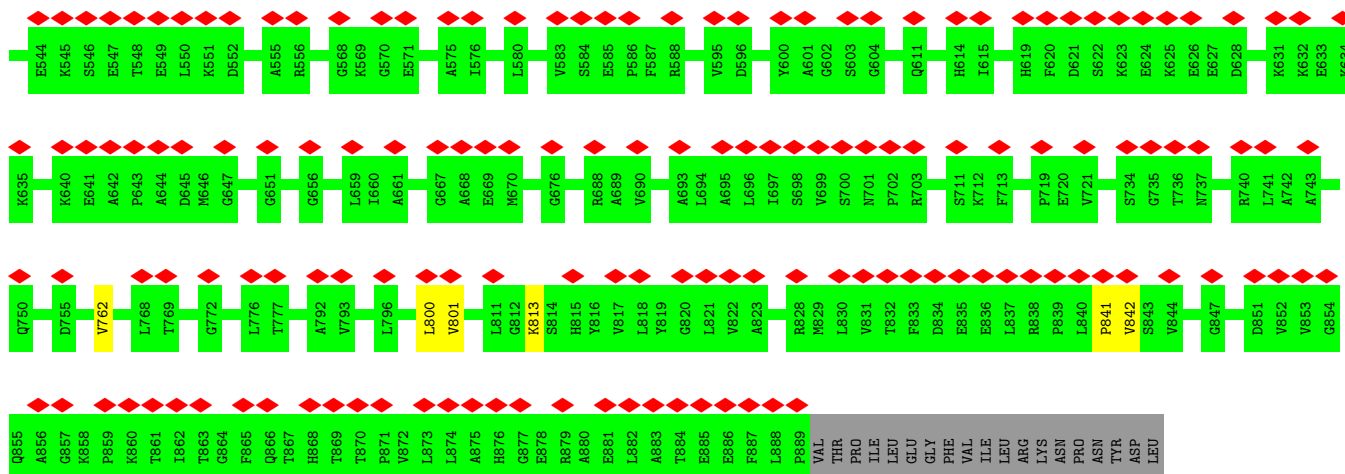 E544 K545 S546 E547 T548 E549 L550 K551 D552 A555 R556 G568 K569 G570 E571 A575 I576 L580 V583 S584 E585 P586 F587 R588 V595 D596 Y600 A601 G602 S603 G604 Q611 H614 I615 H619 F620 D621 S622 K623 E624 K625 E626 E627 D628 K631 K632 E633 K634
K635 K640 E641 A642 P643 A644 D645 M646 G647 G651 G656 L659 I660 A661 G667 A668 E669 M670 G676 R688 A689 V690 A693 L694 A695 L696 I697 S698 V699 S700 N701 P702 R703 S711 K712 F713 P719 E720 V721 S734 G735 T736 N737 R740 L741 A742 A743
Q750 D755 V762 L768 T769 G772 L776 T777 A792 V793 L796 L800 V801 L811 G812 K813 S814 H815 Y816 V817 L818 Y819 G820 L821 V822 A823 R828 M829 L830 V831 T832 F833 D834 E835 E836 L837 R838 P839 L840 P841 V842 S843 V844 G847 D851 V852 V853 G854
Q855 A856 G857 K858 P859 K860 T861 I862 T863 G864 F865 Q866 T867 H868 T869 T870 P871 V872 L873 L874 A875 H876 G877 E878 R879 A880 E881 L882 A883 T884 E885 E886 F887 L888 P889 VAL THR PRO ILE LEU GLU GLY PHE VAL ILE LEU ARG LYS ASN PRO ASN TYR ASP LEU